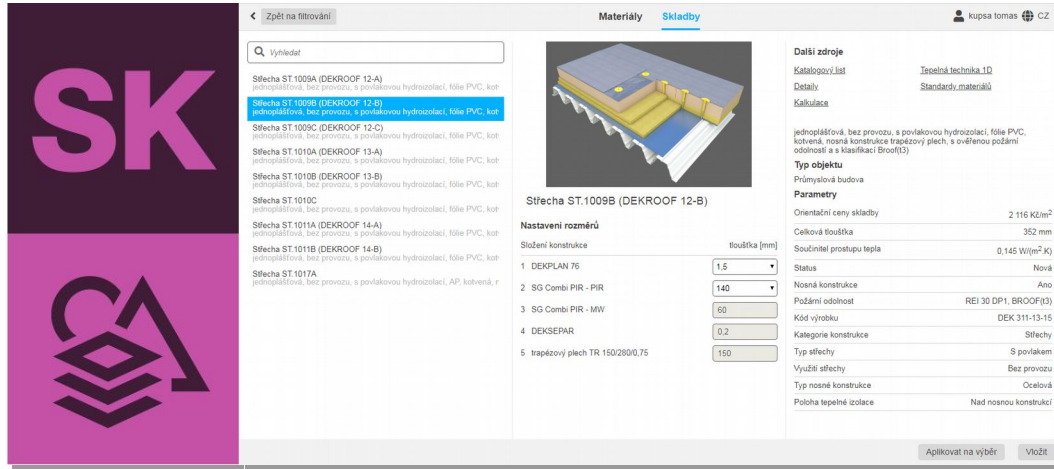 SK
Zpět na filtrování
Materiály
Skladby
kupsa tomas
CZ
Vyhledat
Střecha ST.1009A (DEKROOF 12-A)
jednoplášťová, bez provozu, s povlakovou hydroizolací, fólie PVC, kot
Střecha ST.1009B (DEKROOF 12-B)
jednoplášťová, bez provozu, s povlakovou hydroizolací, fólie PVC, kot
Střecha ST.1009C (DEKROOF 12-C)
jednoplášťová, bez provozu, s povlakovou hydroizolací, fólie PVC, kot
Střecha ST.1010A (DEKROOF 13-A)
jednoplášťová, bez provozu, s povlakovou hydroizolací, fólie PVC, kot
Střecha ST.1010B (DEKROOF 13-B)
jednoplášťová, bez provozu, s povlakovou hydroizolací, fólie PVC, kot
Střecha ST.1010C
jednoplášťová, bez provozu, s povlakovou hydroizolací, fólie PVC, kot
Střecha ST.1011A (DEKROOF 14-A)
jednoplášťová, bez provozu, s povlakovou hydroizolací, fólie PVC, kot
Střecha ST.1011B (DEKROOF 14-B)
jednoplášťová, bez provozu, s povlakovou hydroizolací, fólie PVC, kot
Střecha ST.1017A
jednoplášťová, bez provozu, s povlakovou hydroizolací, AP, kotvená, r
Střecha ST.1009B (DEKROOF 12-B)
Nastavení rozměrů
Složení konstrukce tloušťka [mm]
1 DEKPLAN 76 1,5
2 SG Combi PIR - PIR 140
3 SG Combi PIR - MW 60
4 DEKSEPAR 0,2
5 trapézový plech TR 150/280/0,75 150
Další zdroje
Katalogový list Tepelná technika 1D
Detaily Standardy materiálů
Kalkulace
jednoplášťová, bez provozu, s povlakovou hydroizolací, fólie PVC,
kotvená, nosná konstrukce trapézový plech, s ověřenou požární
odolností a s klasifikací Broof(t3)
Typ objektu
Průmyslová budova
Parametry
Orientační ceny skladby 2 116 Kč/m2
Celková tloušťka 352 mm
Součinitel prostupu tepla 0,145 W/(m2.K)
Status Nová
Nosná konstrukce Ano
Požární odolnost REI 30 DP1, BROOF(t3)
Kód výrobku DEK 311-13-15
Kategorie konstrukce Střechy
Typ střechy S povlakem
Využití střechy Bez provozu
Typ nosné konstrukce Ocelová
Poloha tepelné izolace Nad nosnou konstrukcí
Aplikovat na výběr
Vložit